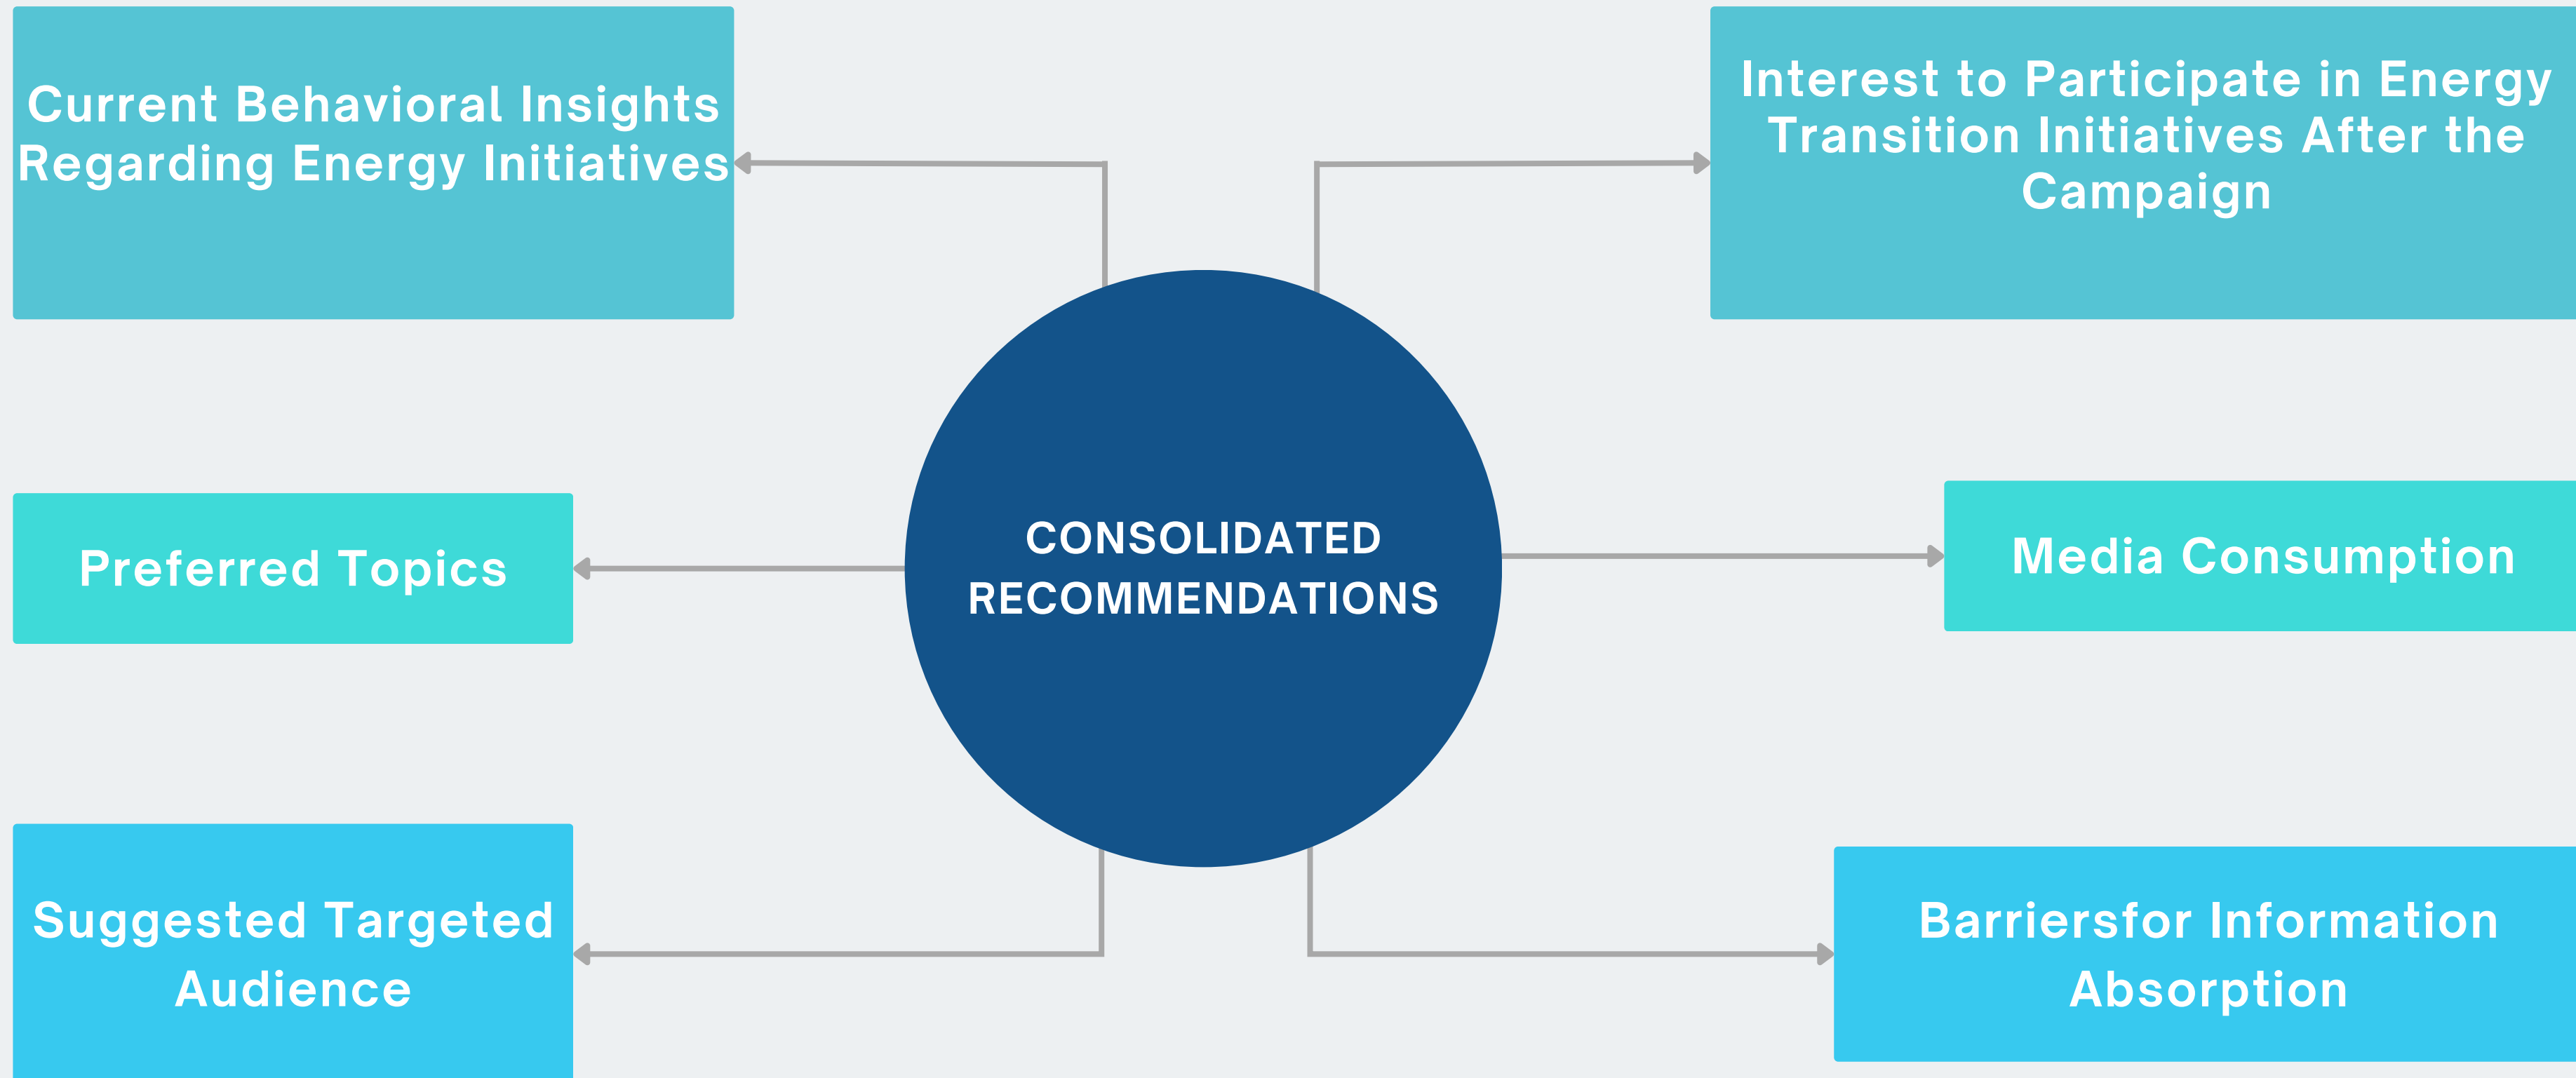 Current Behavioral Insights
Regarding Energy Initiatives
Interest to Participate in Energy
Transition Initiatives After the
Campaign
Preferred Topics
CONSOLIDATED
RECOMMENDATIONS
Media Consumption
Suggested Targeted
Audience
Barriersfor Information
Absorption